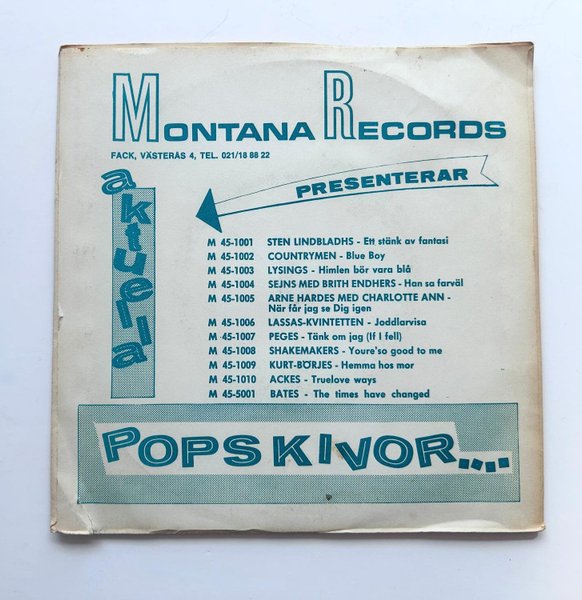 MONTANA RECORDS
FACK, VÄSTERÅS 4, TEL. 021/18 88 22
PRESENTERAR
aktuella
M 45-1001 STEN LINDBLADHS - Ett stänk av fantasi
M 45-1002 COUNTRYMEN - Blue Boy
M 45-1003 LYSINGS - Himlen bör vara blå
M 45-1004 SEJNS MED BRITH ENDHERS - Han sa farväl
M 45-1005 ARNE HARDES MED CHARLOTTE ANN -
När får jag se Dig igen
M 45-1006 LASSAS-KVINTETTEN - Joddlarvisa
M 45-1007 PEGES - Tänk om jag (If I fell)
M 45-1008 SHAKEMAKERS - Youre'so good to me
M 45-1009 KURT-BÖRJES - Hemma hos mor
M 45-1010 ACKES - Truelove ways
M 45-5001 BATES - The times have changed
POPSKIVOR....